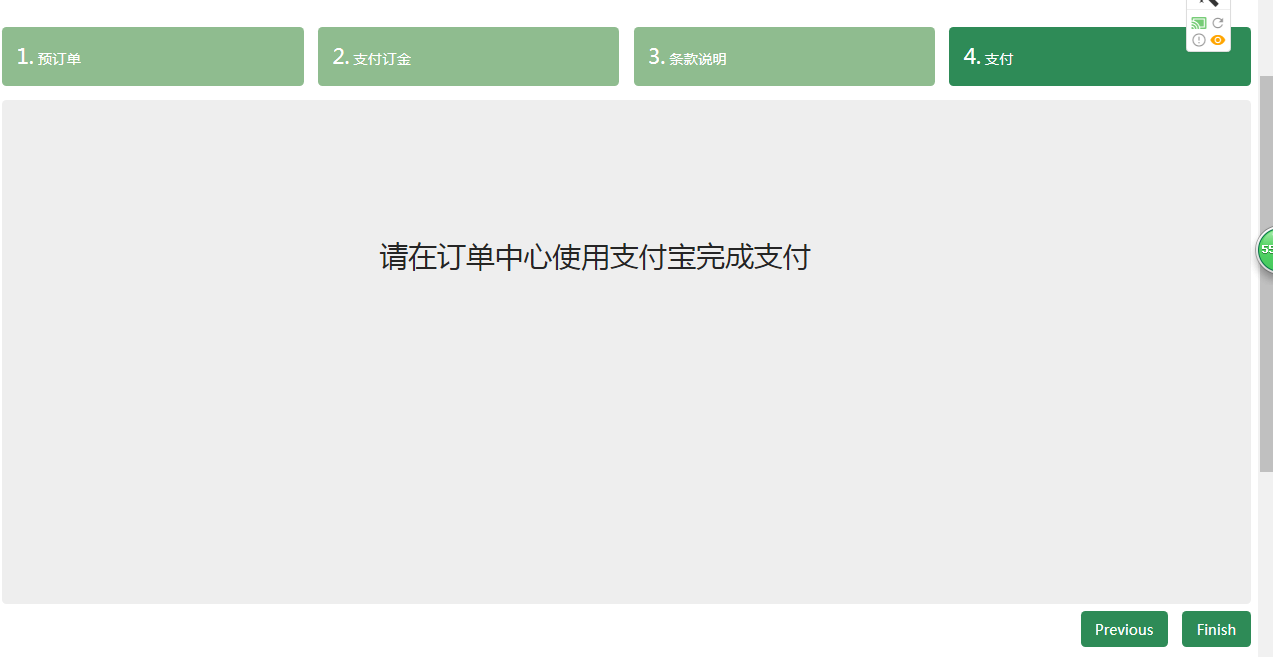 1. 预订单
2. 支付订金
3. 条款说明
4. 支付
请在订单中心使用支付宝完成支付
Previous
Finish